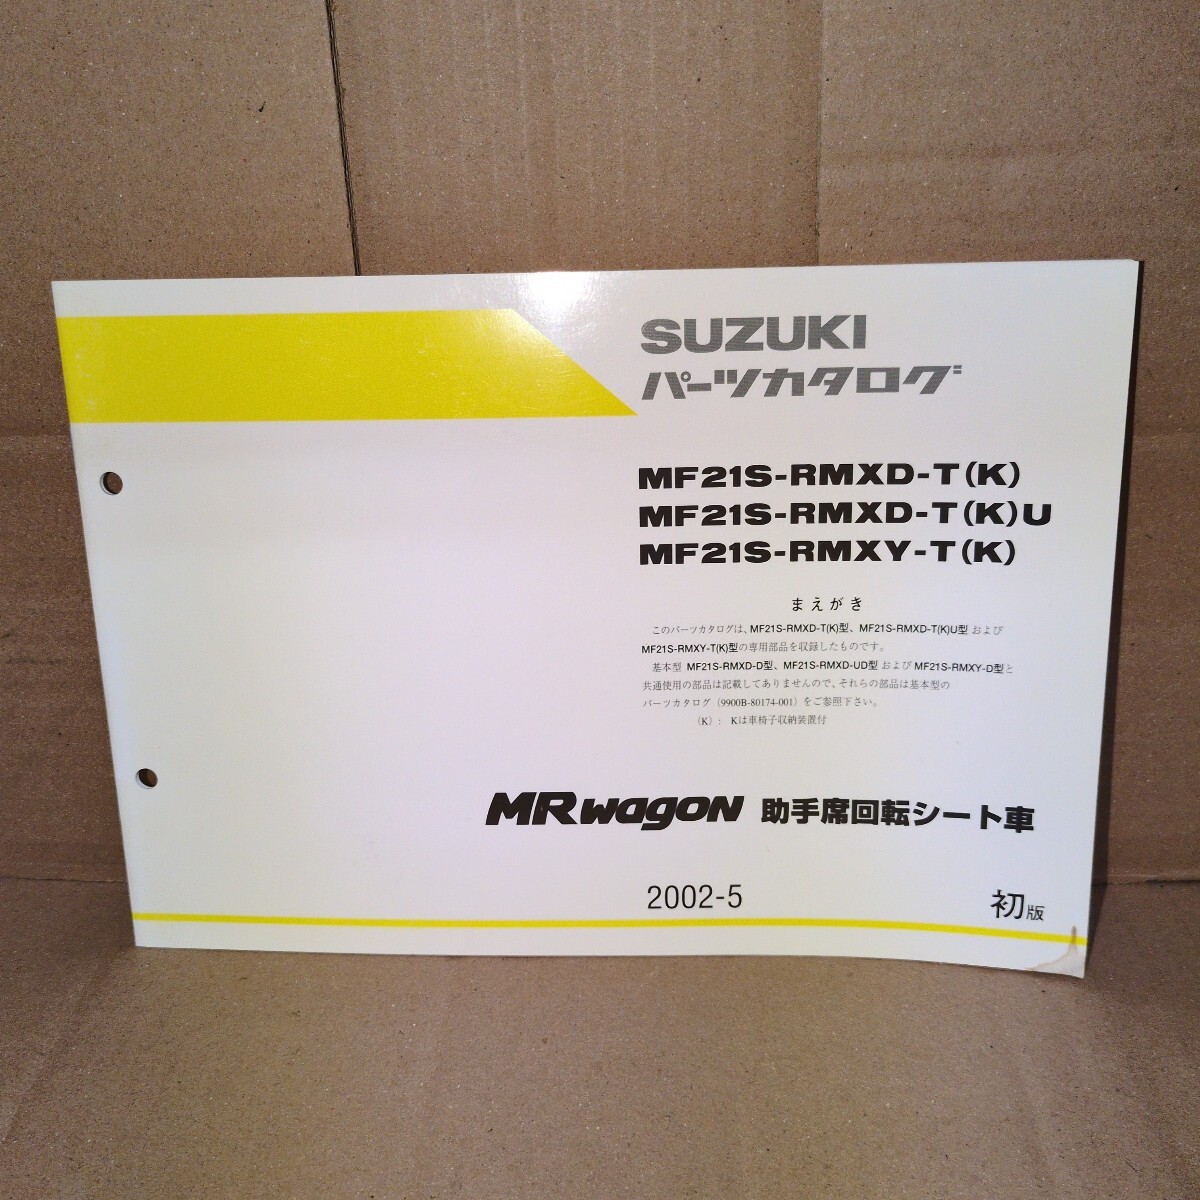 SUZUKI
パーツカタログ
MF21S-RMXD-T(K)
MF21S-RMXD-T(K)U
MF21S-RMXY-T(K)
まえがき
このパーツカタログは、MF21S-RMXD-T(K)型、MF21S-RMXD-T(K)U型 および
MF21S-RMXY-T(K)型の専用部品を収録したものです。
基本型 MF21S-RMXD-D型、MF21S-RMXD-UD型 および MF21S-RMXY-D型と
共通使用の部品は記載してありませんので、それらの部品は基本型の
パーツカタログ（9900B-80174-001）をご参照下さい。
（K）： Kは車椅子収納装置付
MR wagon 助手席回転シート車
2002-5 初版